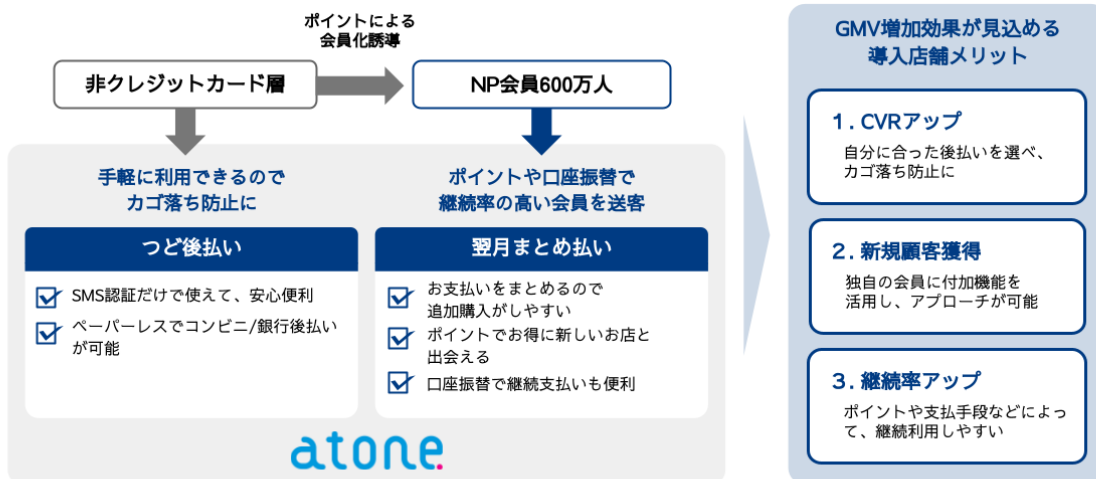 ポイントによる
会員化誘導
非クレジットカード層
NP会員600万人
手軽に利用できるので
カゴ落ち防止に
つど後払い
SMS認証だけで使えて、安心便利
ペーパーレスでコンビニ/銀行後払い
が可能
ポイントや口座振替で
継続率の高い会員を送客
翌月まとめ払い
お支払いをまとめるので
追加購入がしやすい
ポイントでお得に新しいお店と
出会える
口座振替で継続支払いも便利
atone.
GMV増加効果が見込める
導入店舗メリット
1. CVRアップ
自分に合った後払いを選べ、
カゴ落ち防止に
2. 新規顧客獲得
独自の会員に付加機能を
活用し、アプローチが可能
3. 継続率アップ
ポイントや支払手段などによっ
て、継続利用しやすい